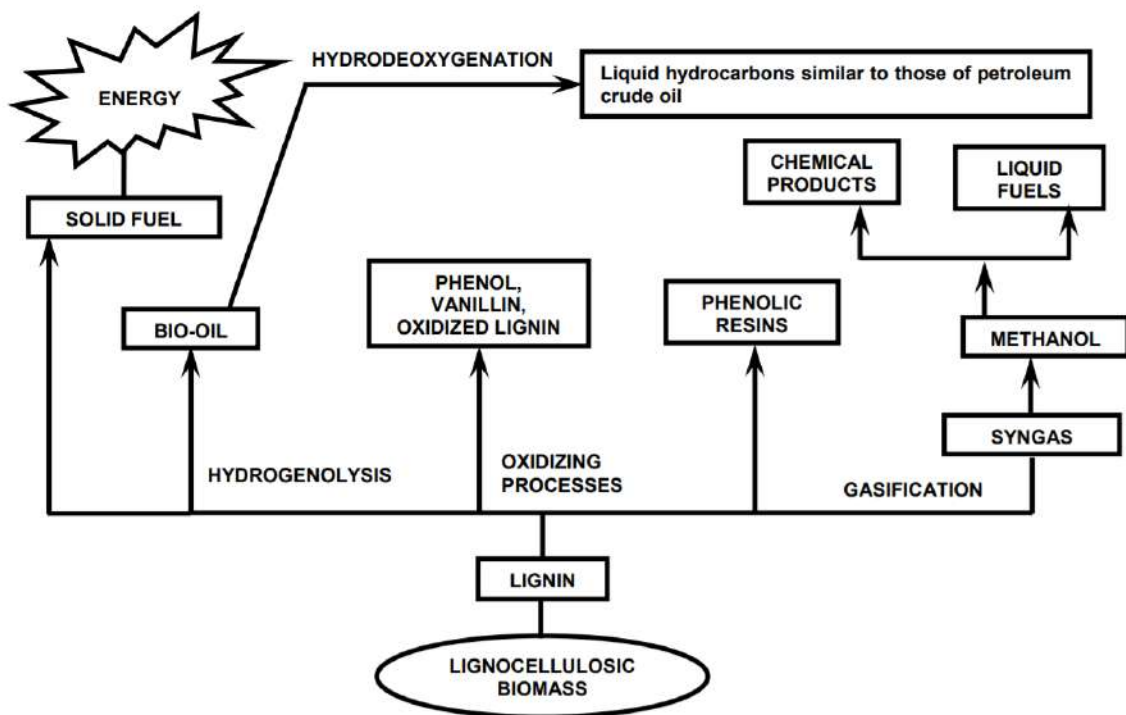 HYDRODEOXYGENATION
Liquid hydrocarbons similar to those of petroleum
crude oil
ENERGY
CHEMICAL
PRODUCTS
LIQUID
FUELS
SOLID FUEL
PHENOL,
VANILLIN,
OXIDIZED LIGNIN
PHENOLIC
RESINS
BIO-OIL
METHANOL
SYNGAS
HYDROGENOLYSIS
OXIDIZING
PROCESSES
GASIFICATION
LIGNIN
LIGNOCELLULOSIC
BIOMASS